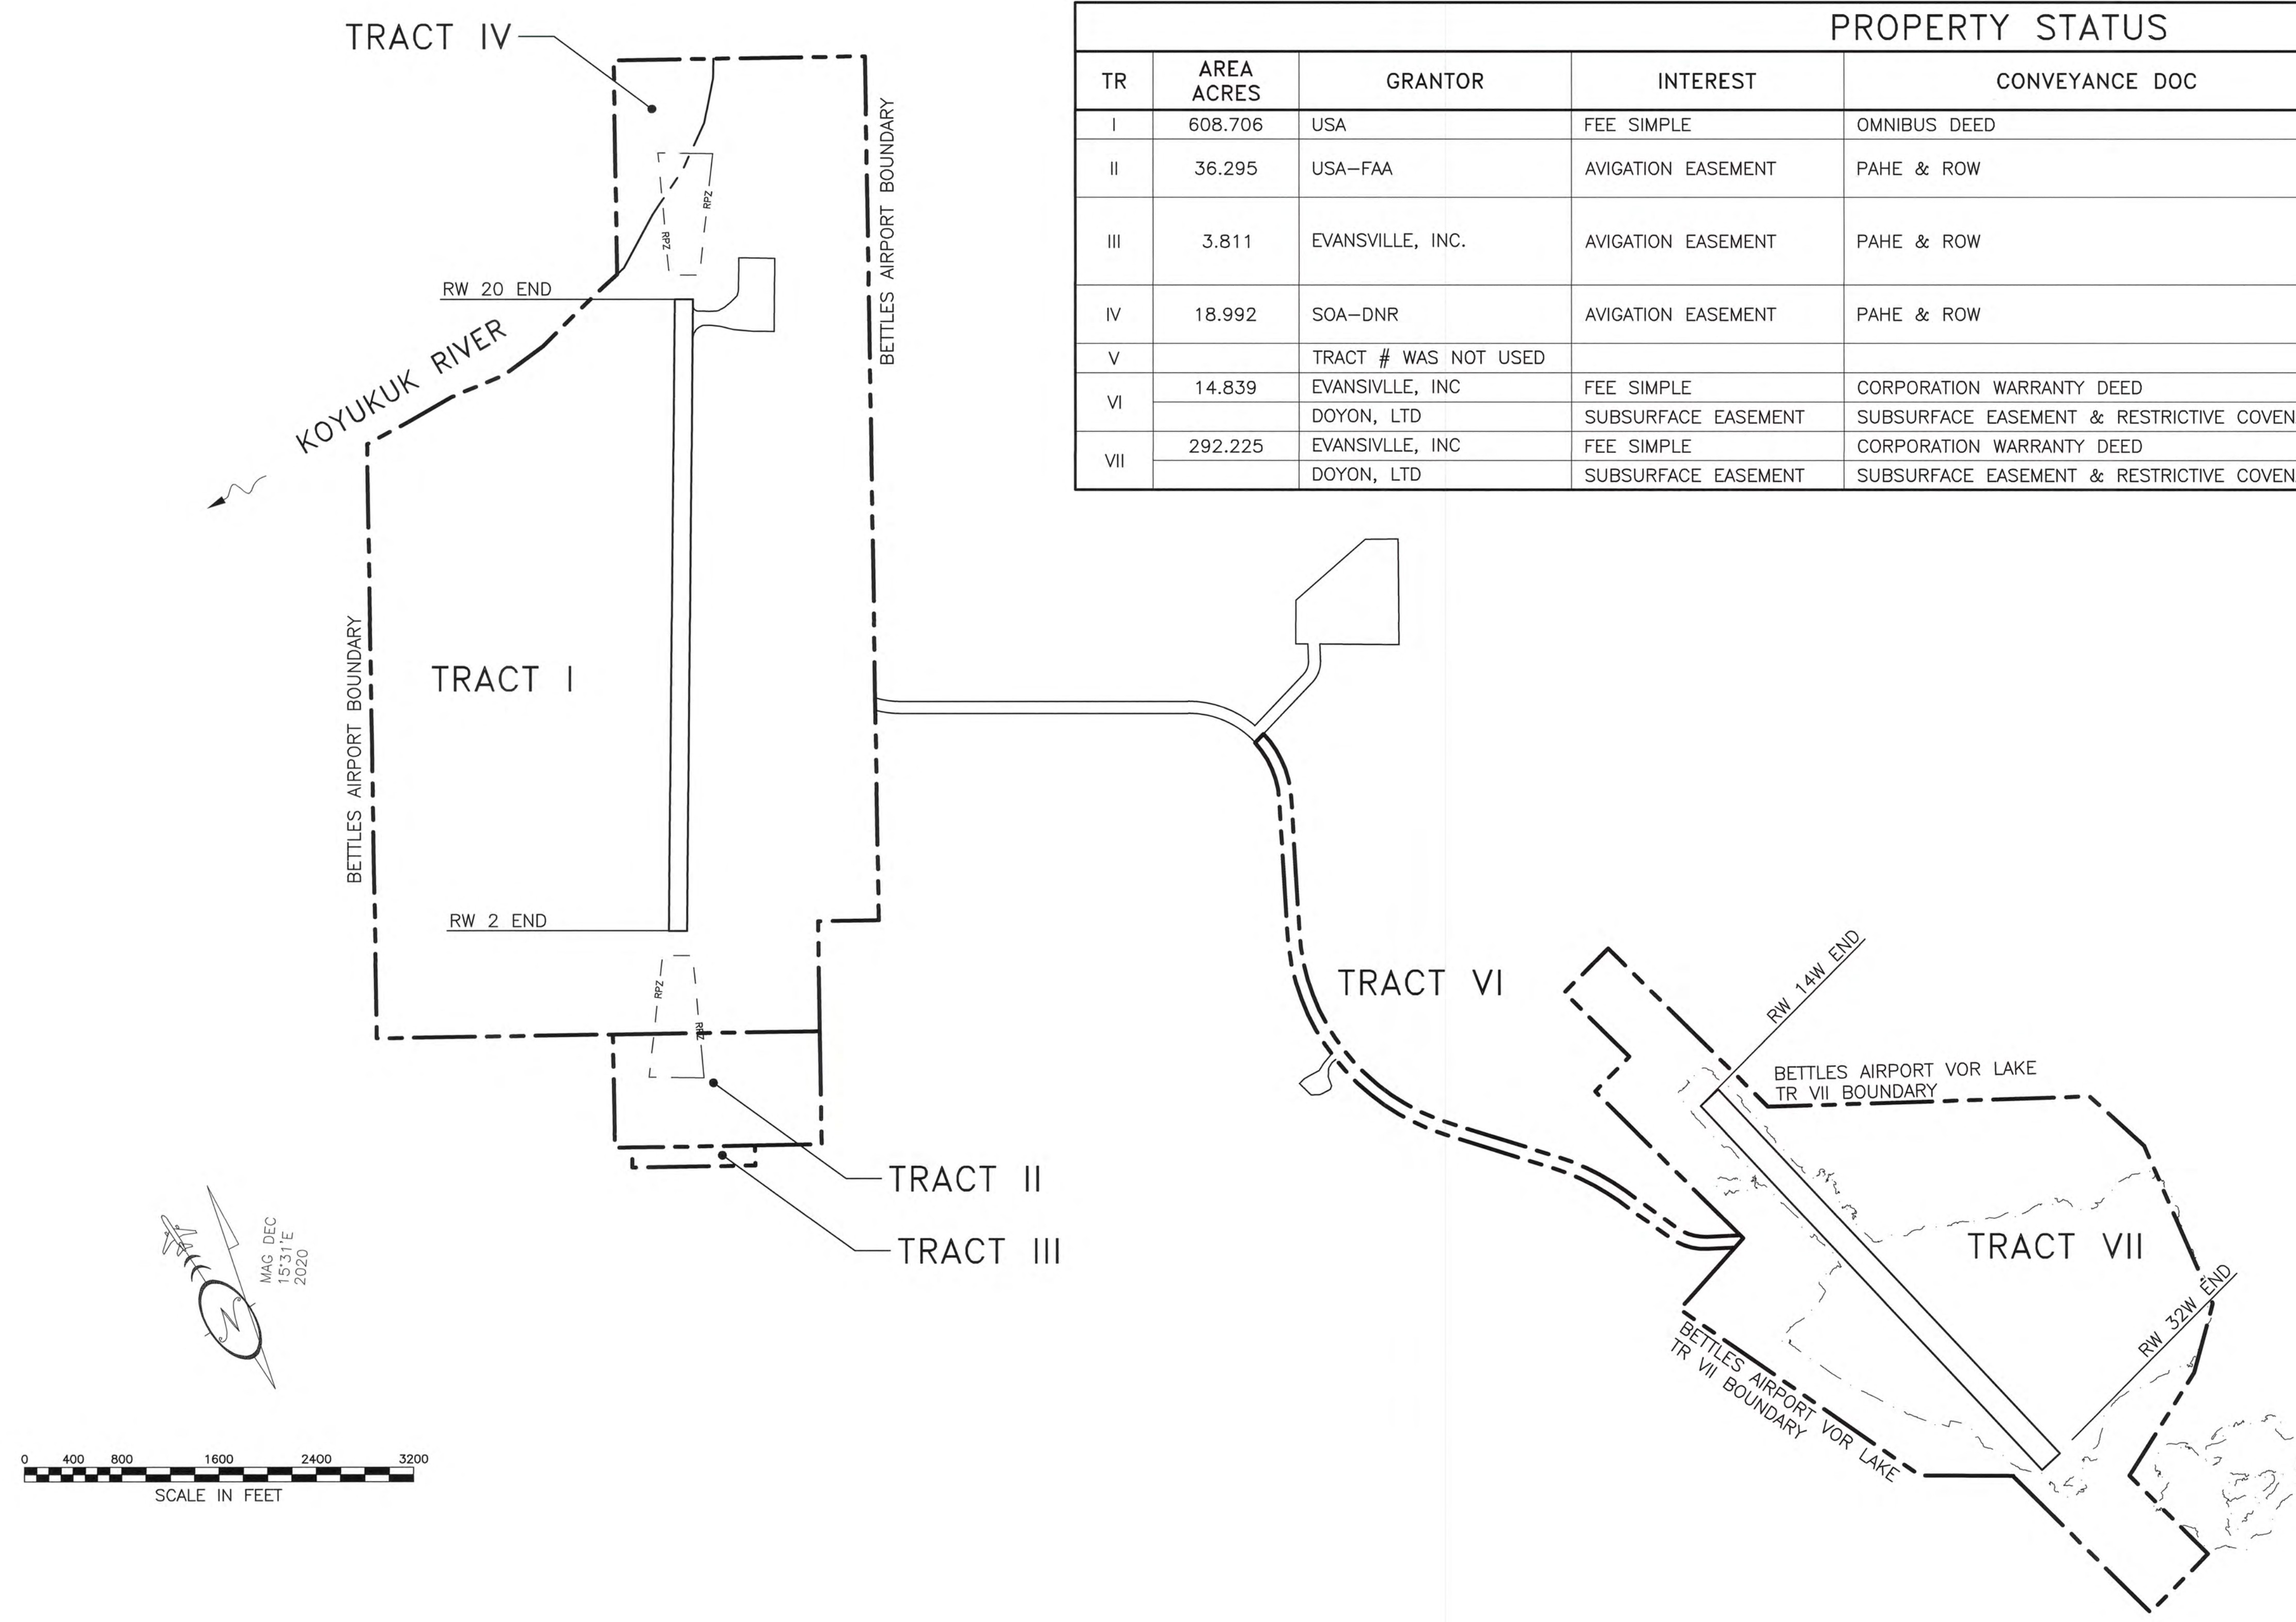 TRACT IV
PROPERTY STATUS
TR AREA ACRES GRANTOR INTEREST CONVEYANCE DOC
I 608.706 USA FEE SIMPLE OMNIBUS DEED
II 36.295 USA-FAA AVIGATION EASEMENT PAHE & ROW
III 3.811 EVANSVILLE, INC. AVIGATION EASEMENT PAHE & ROW
IV 18.992 SOA-DNR AVIGATION EASEMENT PAHE & ROW
V TRACT # WAS NOT USED
VI 14.839 EVANSIVLLE, INC FEE SIMPLE CORPORATION WARRANTY DEED
DOYON, LTD SUBSURFACE EASEMENT SUBSURFACE EASEMENT & RESTRICTIVE COVEN
VII 292.225 EVANSIVLLE, INC FEE SIMPLE CORPORATION WARRANTY DEED
DOYON, LTD SUBSURFACE EASEMENT SUBSURFACE EASEMENT & RESTRICTIVE COVEN
BETTLES AIRPORT BOUNDARY
RPZ
RPZ
RW 20 END
KOYUKUK RIVER
TRACT I
BETTLES AIRPORT BOUNDARY
RW 2 END
RPZ
RPZ
TRACT II
TRACT III
TRACT VI
RW 14W END
BETTLES AIRPORT VOR LAKE
TR VII BOUNDARY
TRACT VII
RW 32W END
BETTLES AIRPORT VOR LAKE
TR VII BOUNDARY
MAG DEC
15°31'E
2020
N
0 400 800 1600 2400 3200
SCALE IN FEET